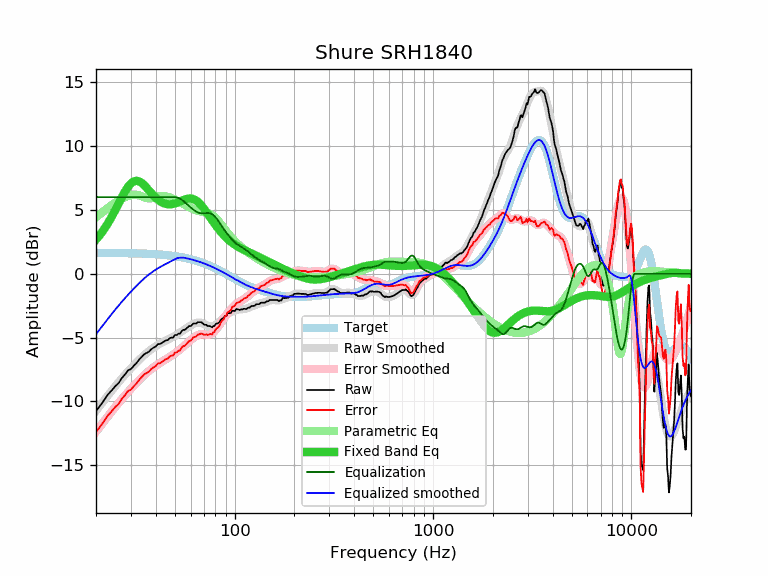 Shure SRH1840
Amplitude (dBr)
15
10
5
0
−5
−10
−15
Target
Raw Smoothed
Error Smoothed
Raw
Error
Parametric Eq
Fixed Band Eq
Equalization
Equalized smoothed
100
1000
10000
Frequency (Hz)